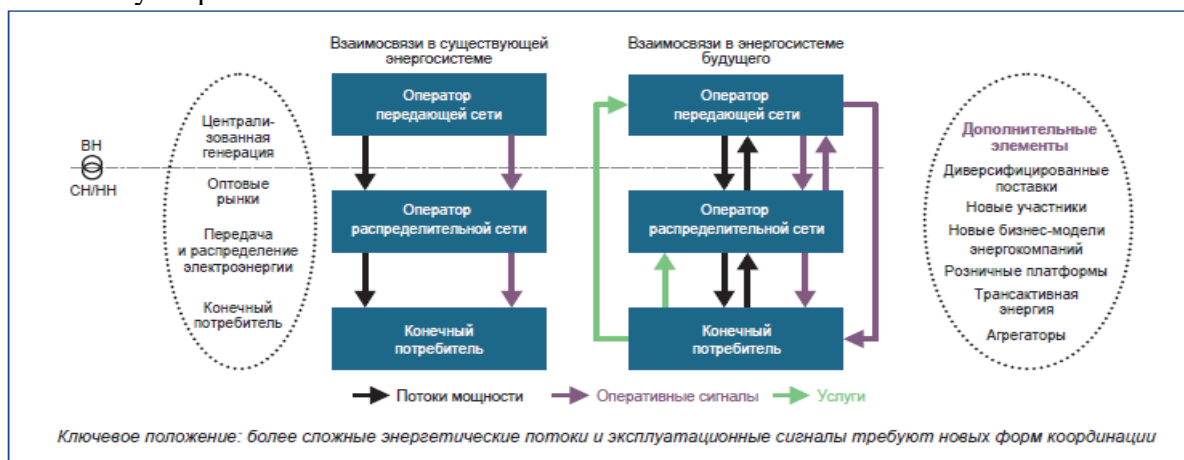 Взаимосвязи в существующей
энергосистеме
Взаимосвязи в энергосистеме
будущего
ВН
СН/НН
Централи-
зованная
генерация
Оптовые
рынки
Передача
и распределение
электроэнергии
Конечный
потребитель
Оператор
передающей сети
Оператор
распределительной сети
Конечный
потребитель
Оператор
передающей сети
Оператор
распределительной сети
Конечный
потребитель
Дополнительные
элементы
Диверсифицированные
поставки
Новые участники
Новые бизнес-модели
энергокомпаний
Розничные платформы
Трансактивная
энергия
Агрегаторы
Потоки мощности
Оперативные сигналы
Услуги
Ключевое положение: более сложные энергетические потоки и эксплуатационные сигналы требуют новых форм координации